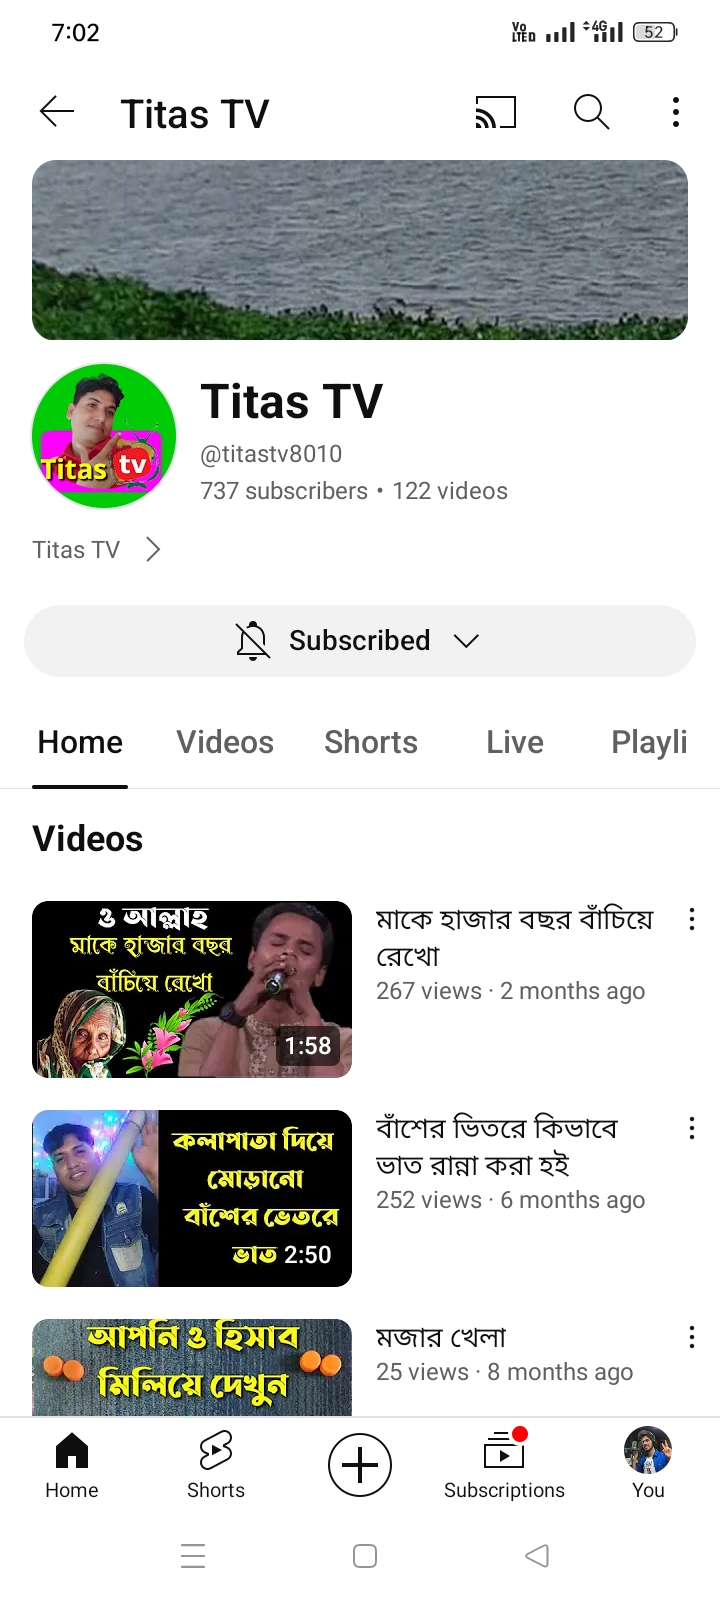 7:02
Vo LTED 4G 52
Titas TV
Titas tv
Titas TV
@titastv8010
737 subscribers • 122 videos
Titas TV
Subscribed
Home Videos Shorts Live Playli
Videos
ও আল্লাহ
মাকে হাজার বছর
বাঁচিয়ে রেখো
1:58
মাকে হাজার বছর বাঁচিয়ে
রেখো
267 views · 2 months ago
কলাপাতা দিয়ে
মোড়ানো
বাঁশের ভেতরে
ভাত 2:50
বাঁশের ভিতরে কিভাবে
ভাত রান্না করা হই
252 views · 6 months ago
আপনি ও হিসাব
মিলিয়ে দেখুন
মজার খেলা
25 views · 8 months ago
Home Shorts Subscriptions You